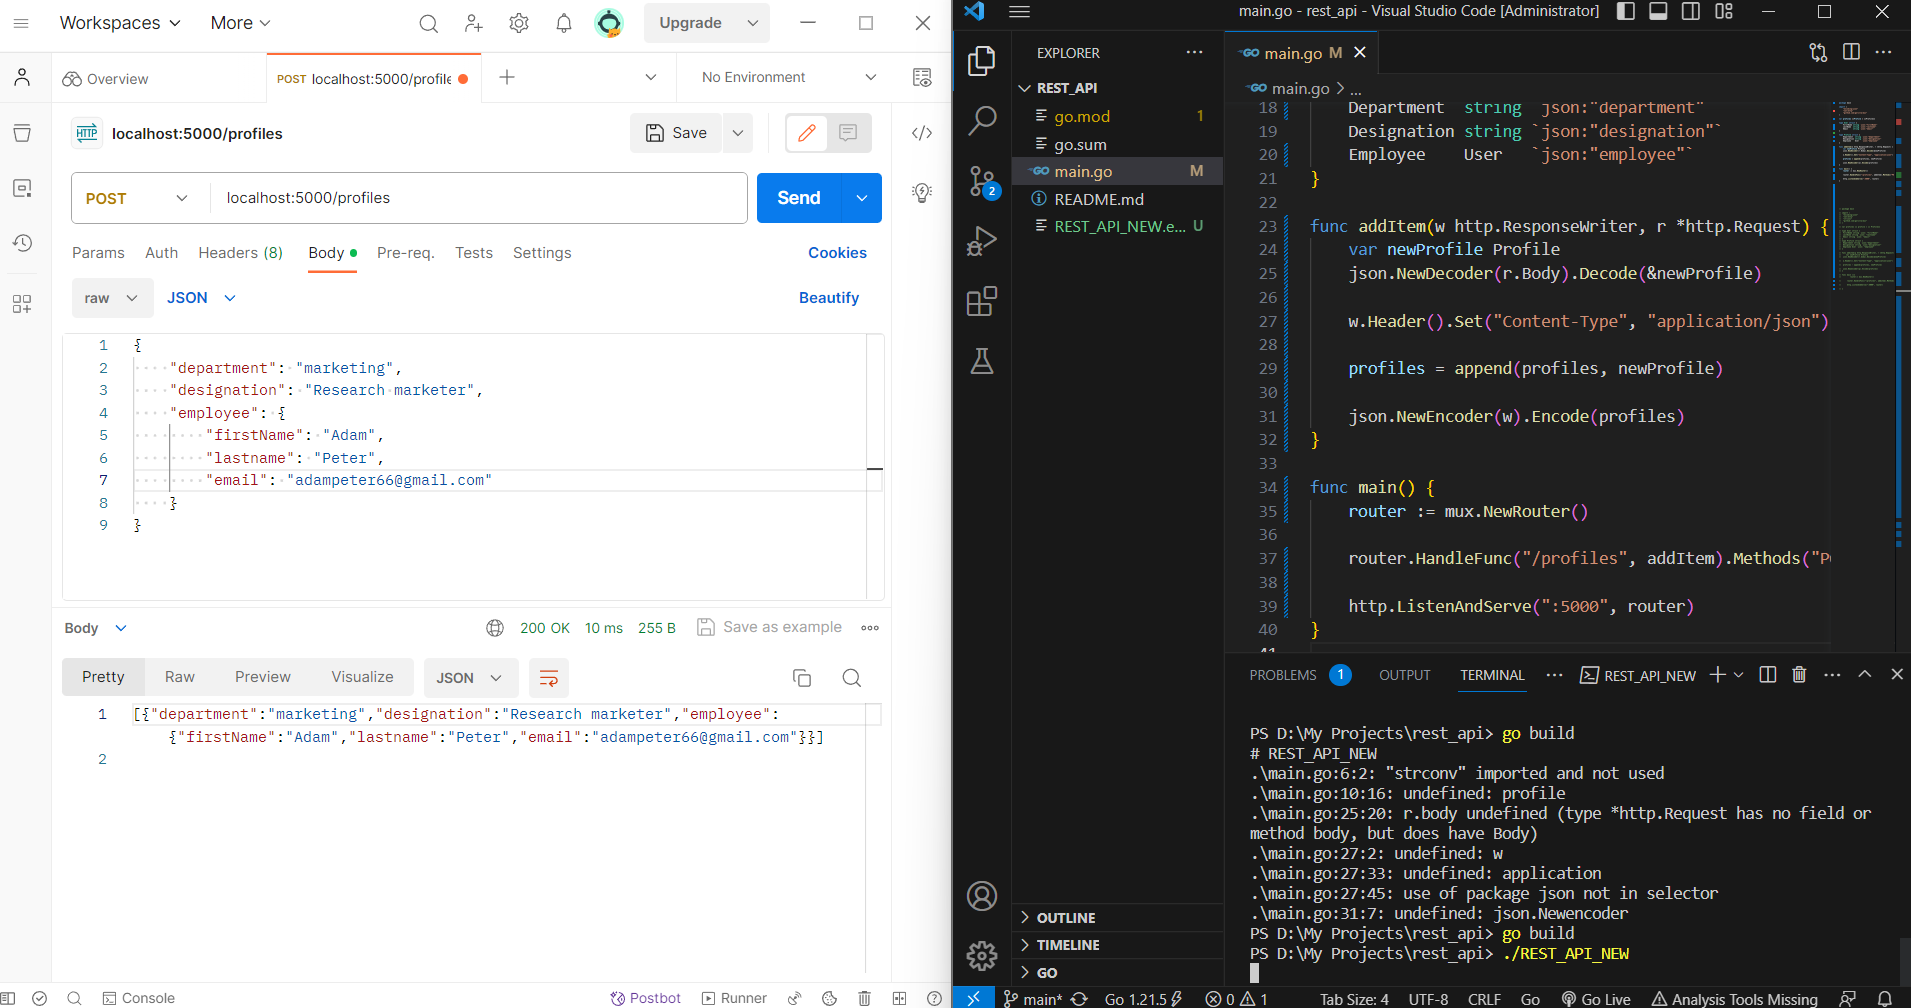 Workspaces
More
Upgrade
Overview
POST localhost:5000/profile
No Environment
HTTP localhost:5000/profiles
Save
POST
localhost:5000/profiles
Send
Params Auth Headers (8) Body Pre-req. Tests Settings
Cookies
raw JSON
Beautify
1 {
2 "department": "marketing",
3 "designation": "Research marketer",
4 "employee": {
5 "firstName": "Adam",
6 "lastname": "Peter",
7 "email": "adampeter66@gmail.com"
8 }
9 }
Body
200 OK 10 ms 255 B Save as example
Pretty Raw Preview Visualize JSON
1 [{"department":"marketing","designation":"Research marketer","employee":
{"firstName":"Adam","lastname":"Peter","email":"adampeter66@gmail.com"}}]
2
Console
Postbot Runner
main.go - rest_api - Visual Studio Code [Administrator]
EXPLORER
REST_API
go.mod 1
go.sum
main.go M
README.md
REST_API_NEW.e... U
2
OUTLINE
TIMELINE
GO
main.go M
main.go > ...
18 Department string `json:"department"
19 Designation string `json:"designation"`
20 Employee User `json:"employee"`
21 }
22
23 func addItem(w http.ResponseWriter, r *http.Request) {
24 var newProfile Profile
25 json.NewDecoder(r.Body).Decode(&newProfile)
26
27 w.Header().Set("Content-Type", "application/json")
28
29 profiles = append(profiles, newProfile)
30
31 json.NewEncoder(w).Encode(profiles)
32 }
33
34 func main() {
35 router := mux.NewRouter()
36
37 router.HandleFunc("/profiles", addItem).Methods("P
38
39 http.ListenAndServe(":5000", router)
40 }
41
PROBLEMS 1 OUTPUT TERMINAL ... REST_API_NEW
PS D:\My Projects\rest_api> go build
# REST_API_NEW
.\main.go:6:2: "strconv" imported and not used
.\main.go:10:16: undefined: profile
.\main.go:25:20: r.body undefined (type *http.Request has no field or
method body, but does have Body)
.\main.go:27:2: undefined: w
.\main.go:27:33: undefined: application
.\main.go:27:45: use of package json not in selector
.\main.go:31:7: undefined: json.Newencoder
PS D:\My Projects\rest_api> go build
PS D:\My Projects\rest_api> ./REST_API_NEW
main* Go 1.21.5 0 1 Tab Size: 4 UTF-8 CRLF Go Go Live Analysis Tools Missing